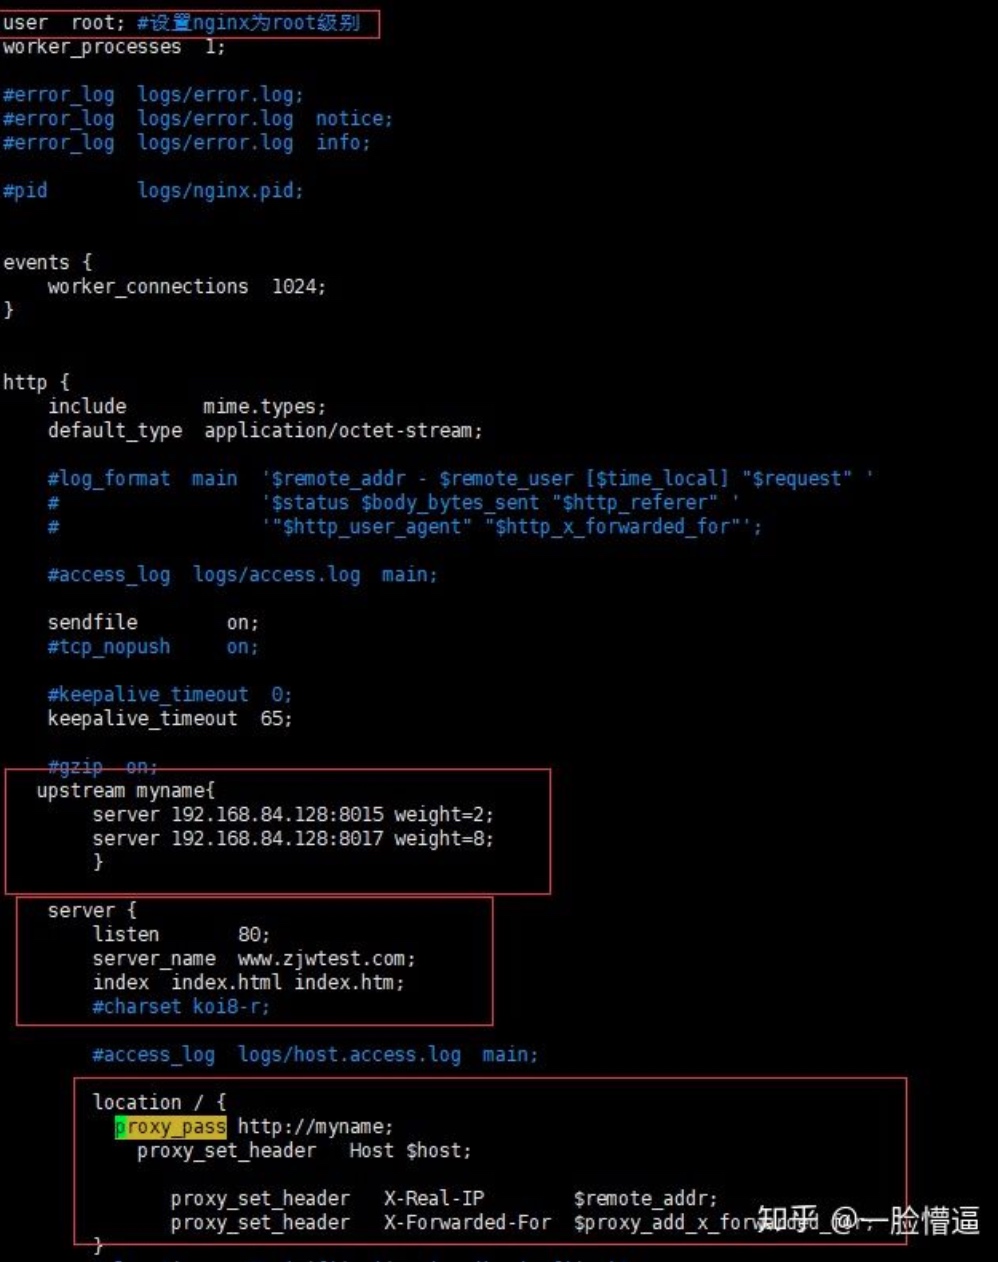 user  root; #设置nginx为root级别
worker_processes  1;
#error_log  logs/error.log;
#error_log  logs/error.log  notice;
#error_log  logs/error.log  info;
#pid        logs/nginx.pid;
events {
    worker_connections  1024;
}
http {
    include       mime.types;
    default_type  application/octet-stream;
    #log_format  main  '$remote_addr - $remote_user [$time_local] "$request" '
    #                  '$status $body_bytes_sent "$http_referer" '
    #                  '"$http_user_agent" "$http_x_forwarded_for"';
    #access_log  logs/access.log  main;
    sendfile        on;
    #tcp_nopush     on;
    #keepalive_timeout  0;
    keepalive_timeout  65;
    #gzip  on;
   upstream myname{
        server 192.168.84.128:8015 weight=2;
        server 192.168.84.128:8017 weight=8;
        }
    server {
        listen       80;
        server_name  www.zjwtest.com;
        index  index.html index.htm;
        #charset koi8-r;
        #access_log  logs/host.access.log  main;
        location / {
          proxy_pass http://myname;
            proxy_set_header   Host $host;
               proxy_set_header   X-Real-IP        $remote_addr;
               proxy_set_header   X-Forwarded-For  $proxy_add_x_forwarded_for;
        }
知乎 @一脸懵逼